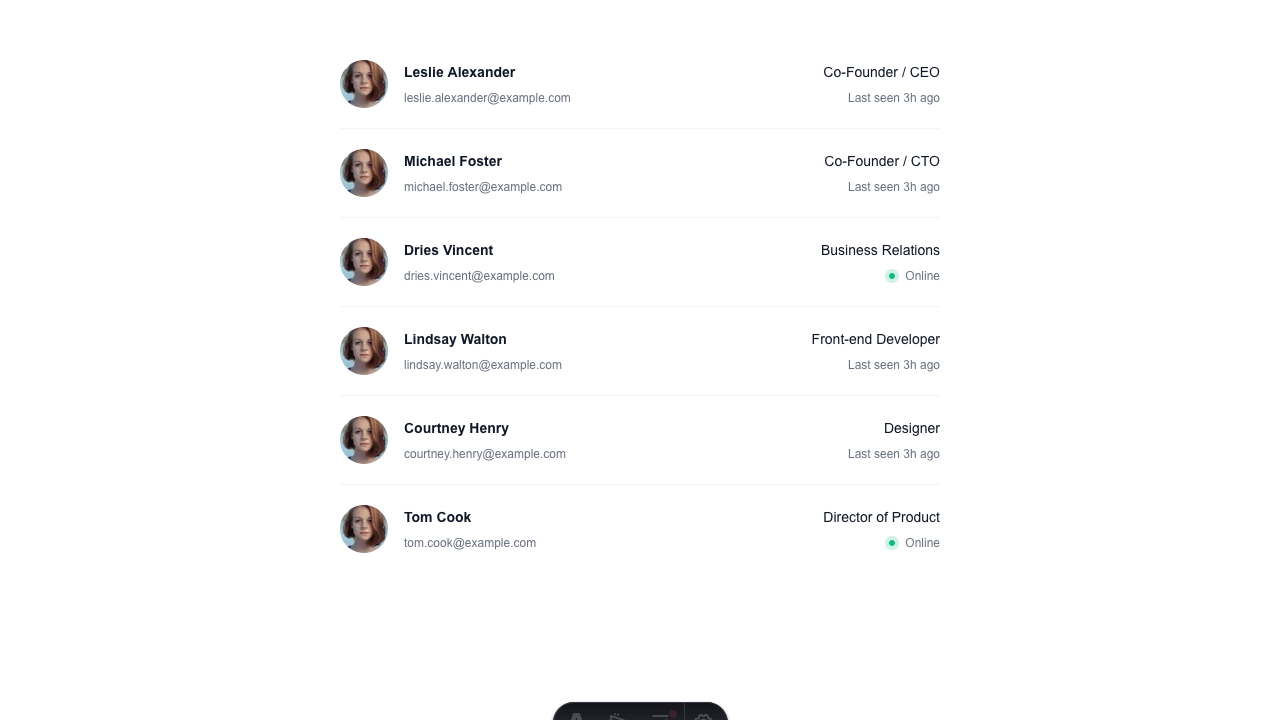 Leslie Alexander
Co-Founder / CEO
leslie.alexander@example.com
Last seen 3h ago
Michael Foster
Co-Founder / CTO
michael.foster@example.com
Last seen 3h ago
Dries Vincent
Business Relations
dries.vincent@example.com
Online
Lindsay Walton
Front-end Developer
lindsay.walton@example.com
Last seen 3h ago
Courtney Henry
Designer
courtney.henry@example.com
Last seen 3h ago
Tom Cook
Director of Product
tom.cook@example.com
Online